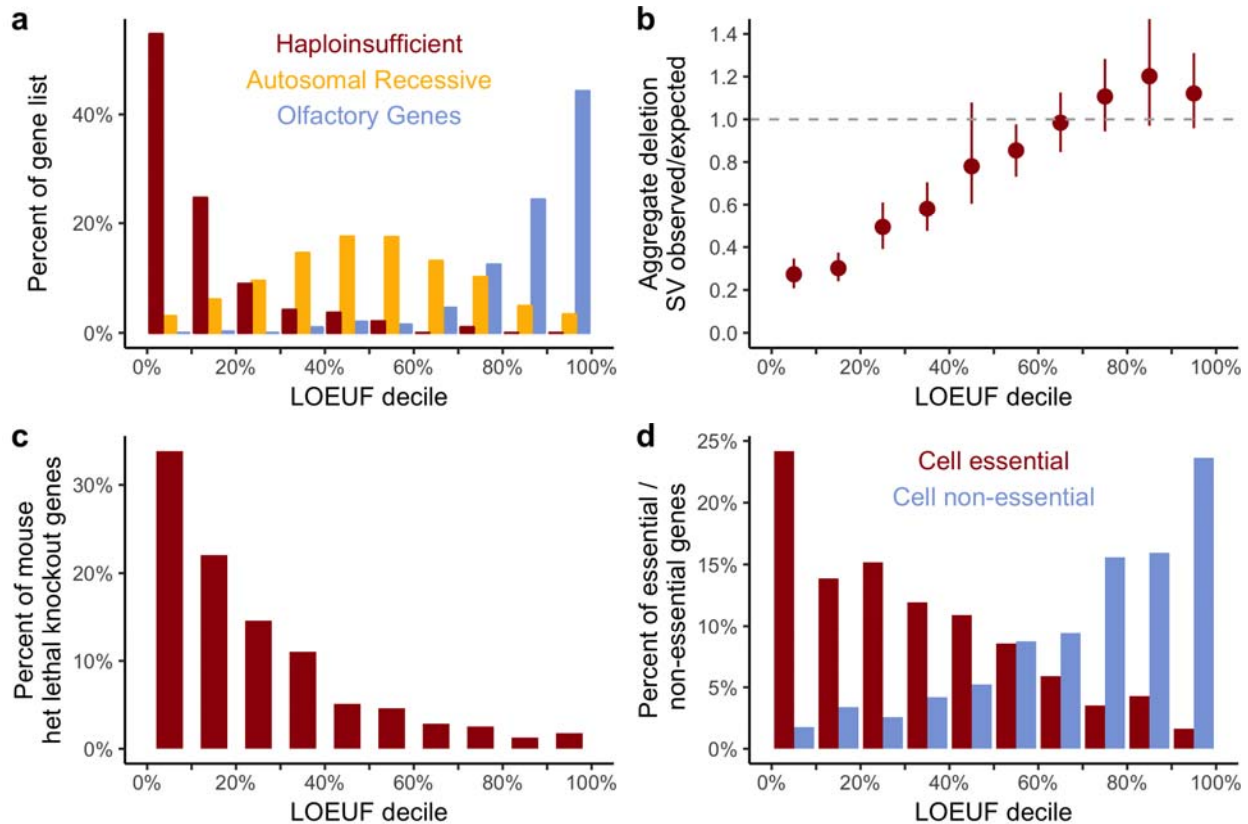 a
Haploinsufficient
Autosomal Recessive
Olfactory Genes
Percent of gene list
40%
20%
0%
0%
20%
40%
60%
80%
100%
LOEUF decile
b
Aggregate deletion
SV observed/expected
1.4
1.2
1.0
0.8
0.6
0.4
0.2
0.0
0%
20%
40%
60%
80%
100%
LOEUF decile
c
Percent of mouse
het lethal knockout genes
30%
20%
10%
0%
0%
20%
40%
60%
80%
100%
LOEUF decile
d
Cell essential
Cell non-essential
Percent of essential /
non-essential genes
25%
20%
15%
10%
5%
0%
0%
20%
40%
60%
80%
100%
LOEUF decile